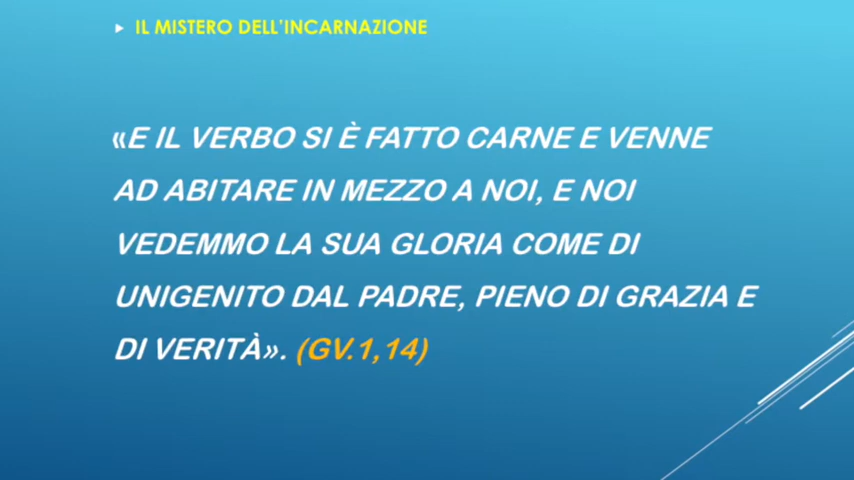 IL MISTERO DELL'INCARNAZIONE
«E IL VERBO SI È FATTO CARNE E VENNE
AD ABITARE IN MEZZO A NOI, E NOI
VEDEMMO LA SUA GLORIA COME DI
UNIGENITO DAL PADRE, PIENO DI GRAZIA E
DI VERITÀ». (GV.1,14)